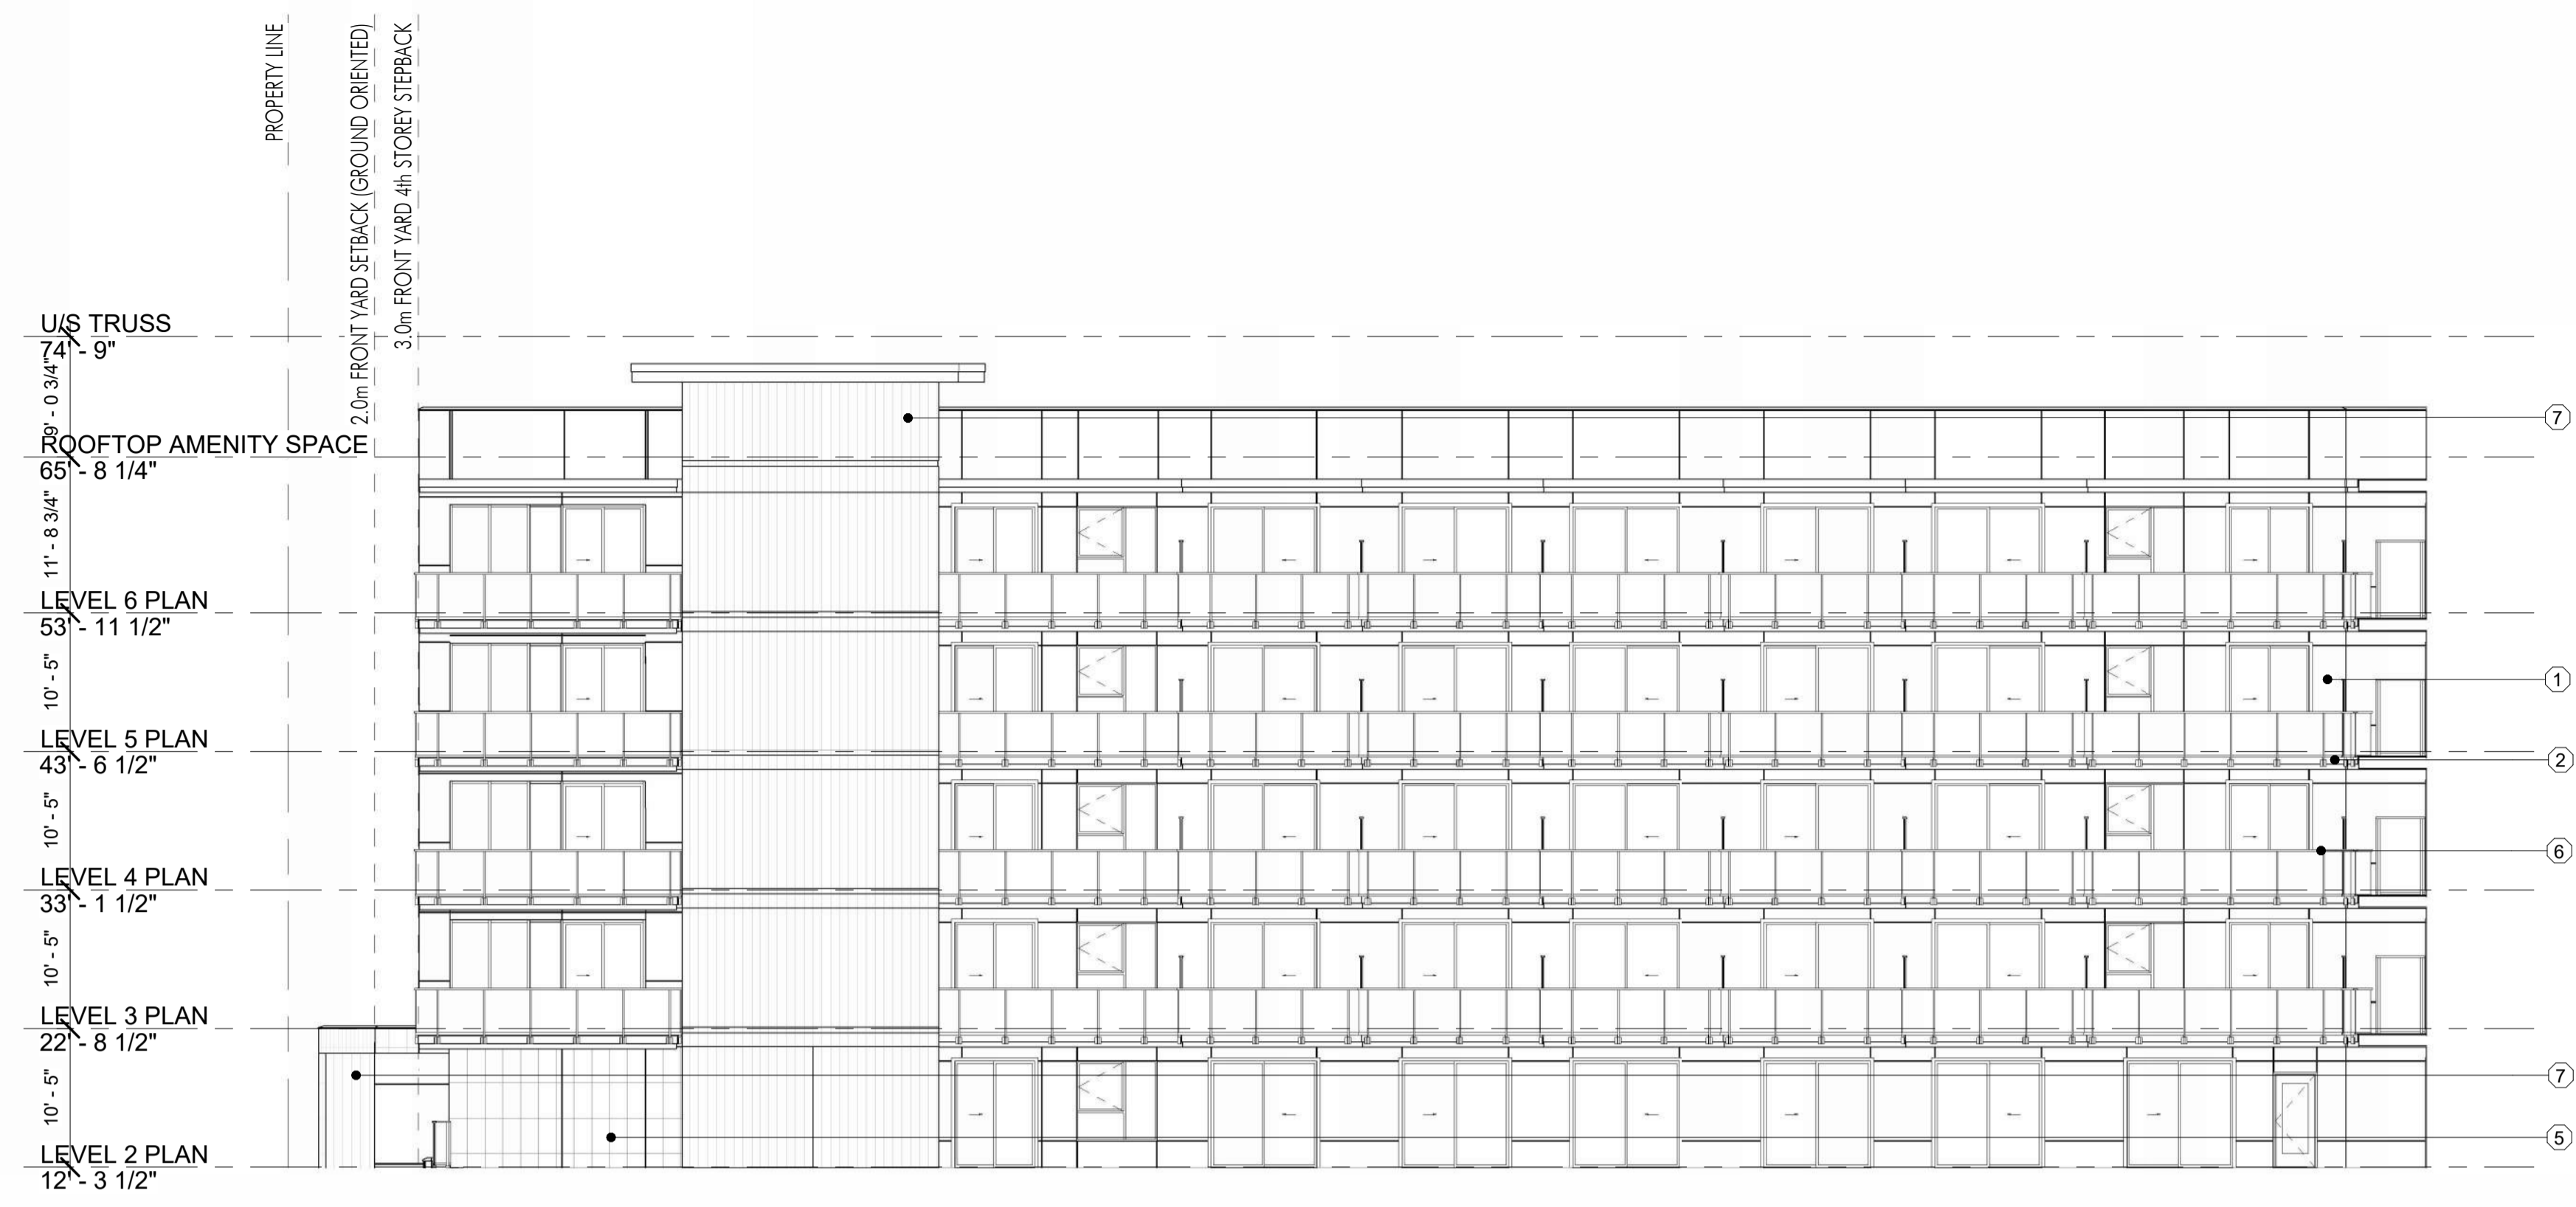 PROPERTY LINE
2.0m FRONT YARD SETBACK (GROUND ORIENTED)
3.0m FRONT YARD 4th STOREY STEPBACK
U/S TRUSS
74' - 9"
9' - 0 3/4"
7
ROOFTOP AMENITY SPACE
65' - 8 1/4"
11' - 8 3/4"
LEVEL 6 PLAN
53' - 11 1/2"
10' - 5"
1
LEVEL 5 PLAN
43' - 6 1/2"
2
10' - 5"
6
LEVEL 4 PLAN
33' - 1 1/2"
10' - 5"
LEVEL 3 PLAN
22' - 8 1/2"
10' - 5"
7
5
LEVEL 2 PLAN
12' - 3 1/2"